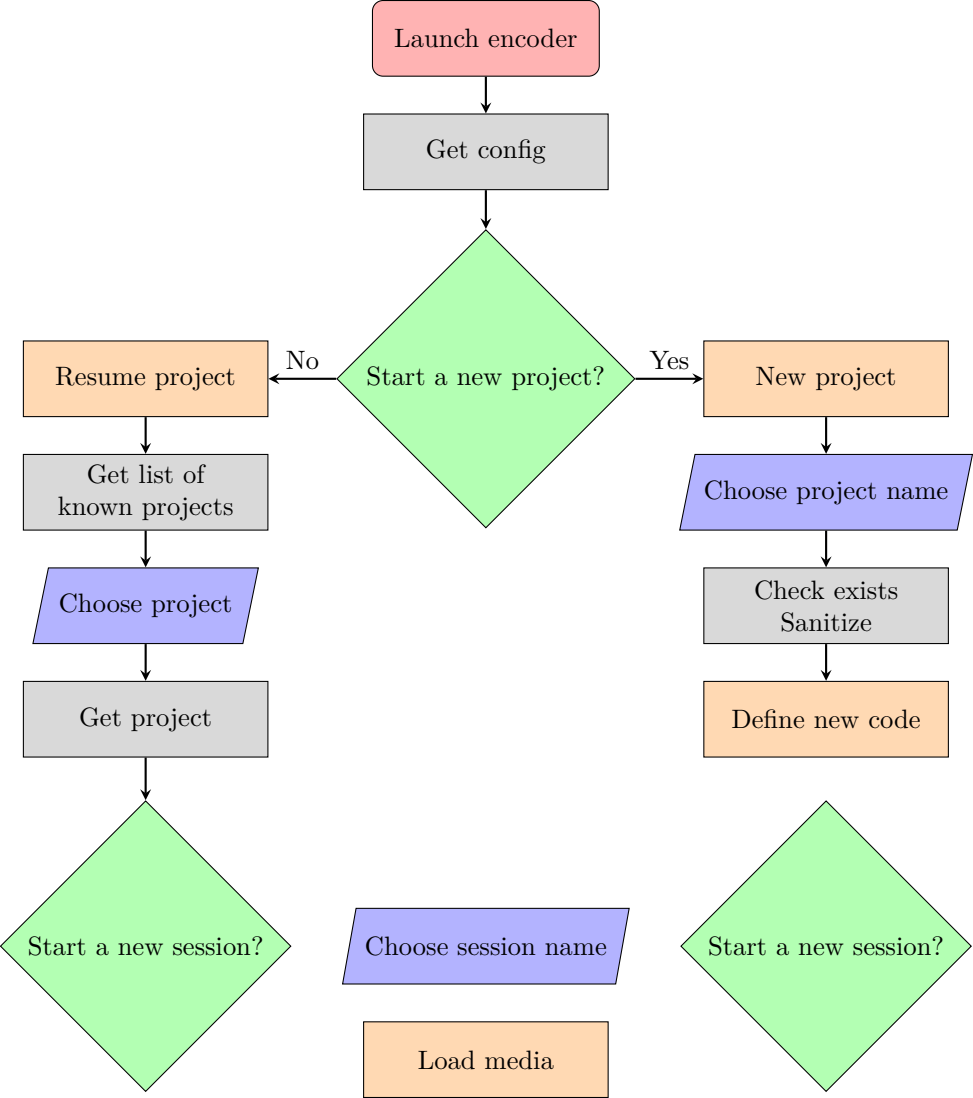 Launch encoder
Get config
No
Yes
Resume project
Start a new project?
New project
Get list of
known projects
Choose project name
Choose project
Check exists
Sanitize
Get project
Define new code
Start a new session?
Choose session name
Start a new session?
Load media